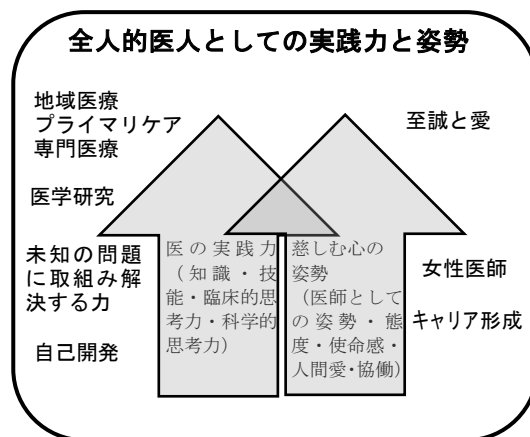 全人的医人としての実践力と姿勢
地域医療
プライマリケア
専門医療
医学研究
未知の問題
に取組み解
決する力
自己開発
医の実践力
（知識・技
能・臨床的思
考力・科学的
思考力）
慈しむ心の
姿勢
（医師として
の姿勢・態
度・使命感・
人間愛・協働）
至誠と愛
女性医師
キャリア形成